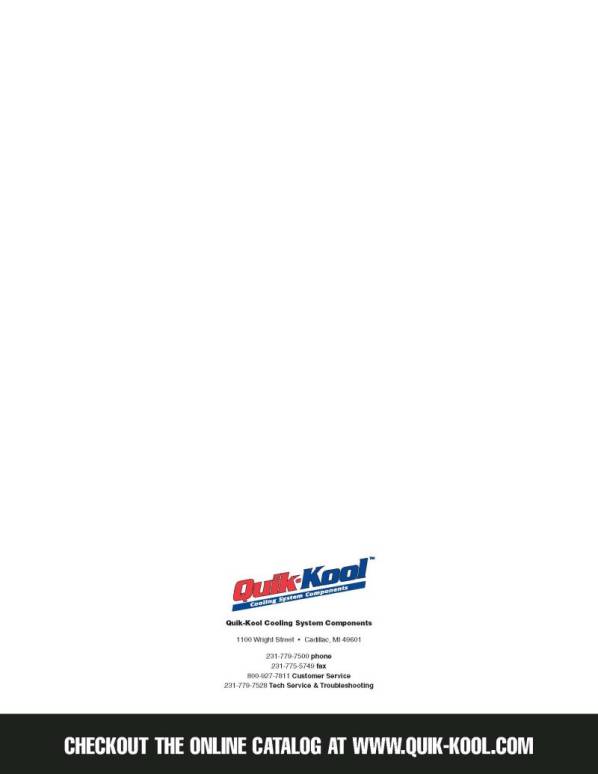 Quik-Kool™
Cooling System Components
Quik-Kool Cooling System Components
1100 Wright Street • Cadillac, MI 49601
231-779-7500 phone
231-775-5749 fax
800-927-7811 Customer Service
231-779-7528 Tech Service & Troubleshooting
CHECKOUT THE ONLINE CATALOG AT WWW.QUIK-KOOL.COM